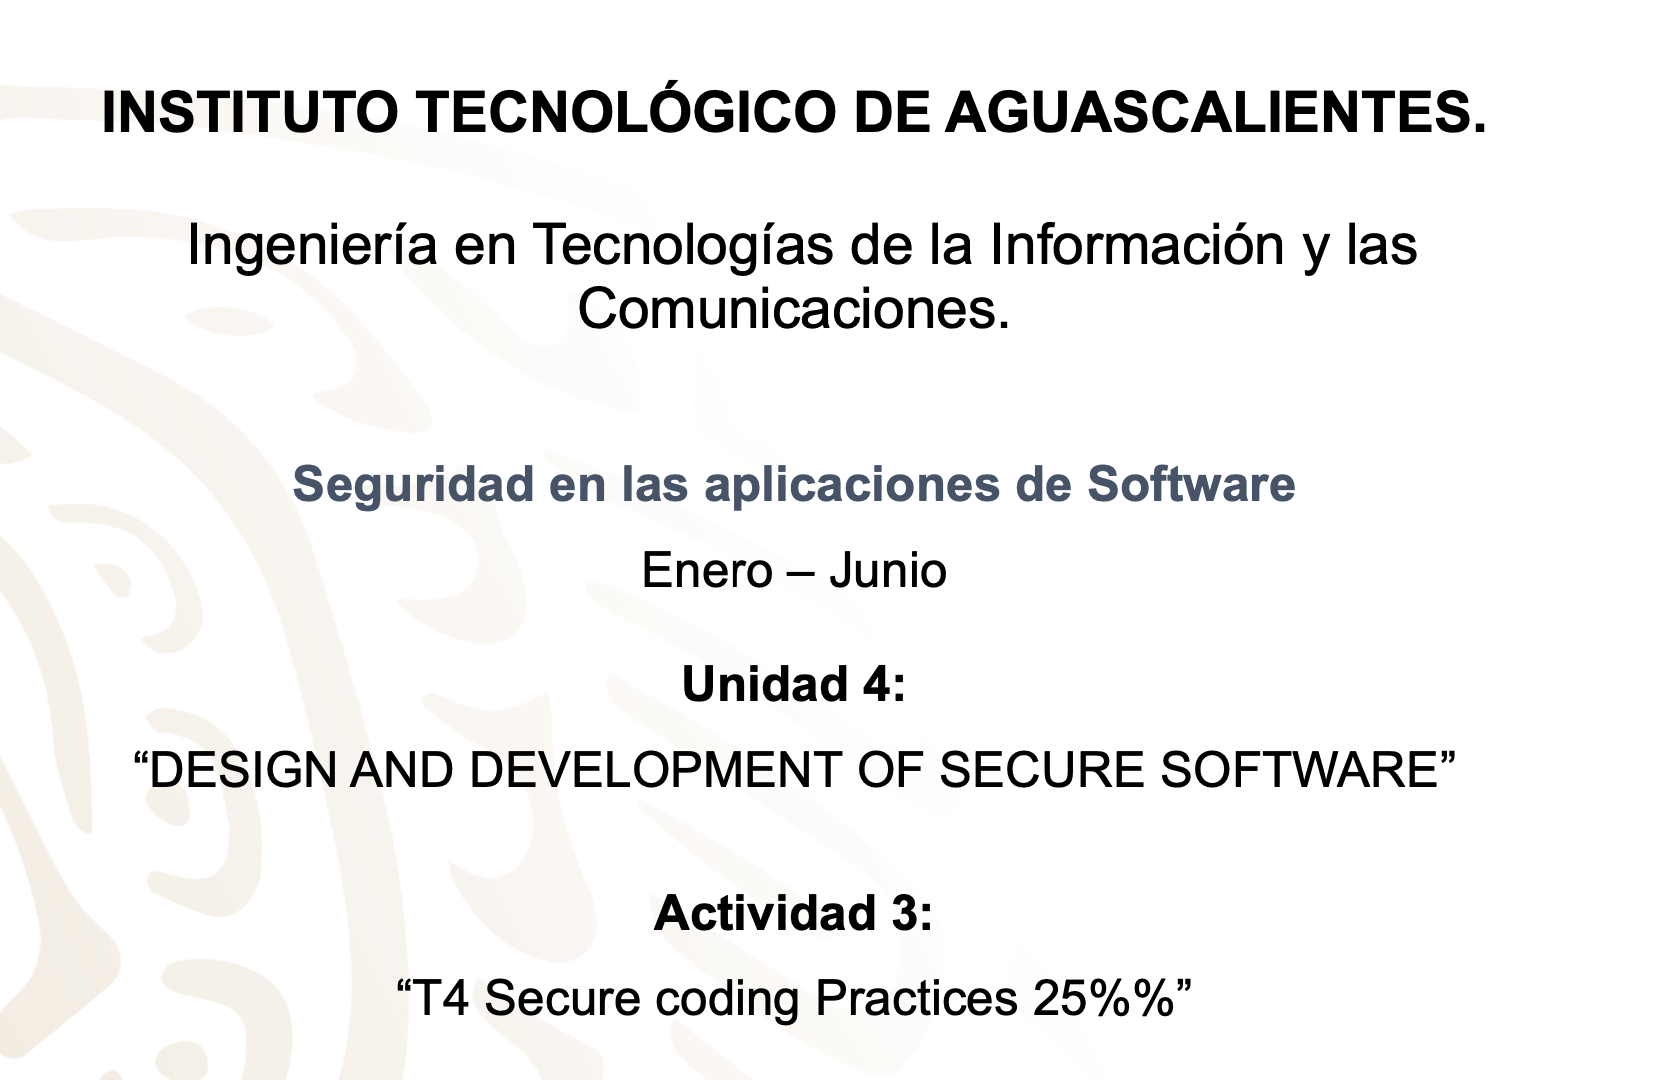 INSTITUTO TECNOLÓGICO DE AGUASCALIENTES.
Ingeniería en Tecnologías de la Información y las
Comunicaciones.
Seguridad en las aplicaciones de Software
Enero – Junio
Unidad 4:
“DESIGN AND DEVELOPMENT OF SECURE SOFTWARE”
Actividad 3:
“T4 Secure coding Practices 25%%”